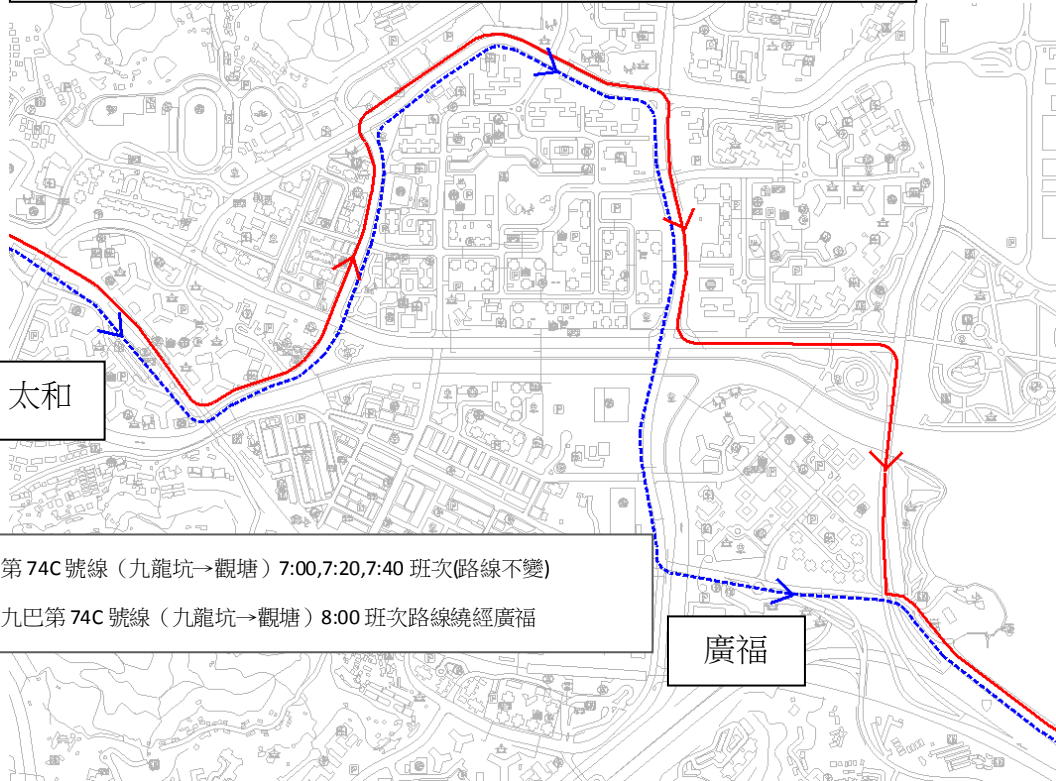 太和
第 74C 號線（九龍坑→觀塘）7:00,7:20,7:40 班次(路線不變)
九巴第 74C 號線（九龍坑→觀塘）8:00 班次路線繞經廣福
廣福